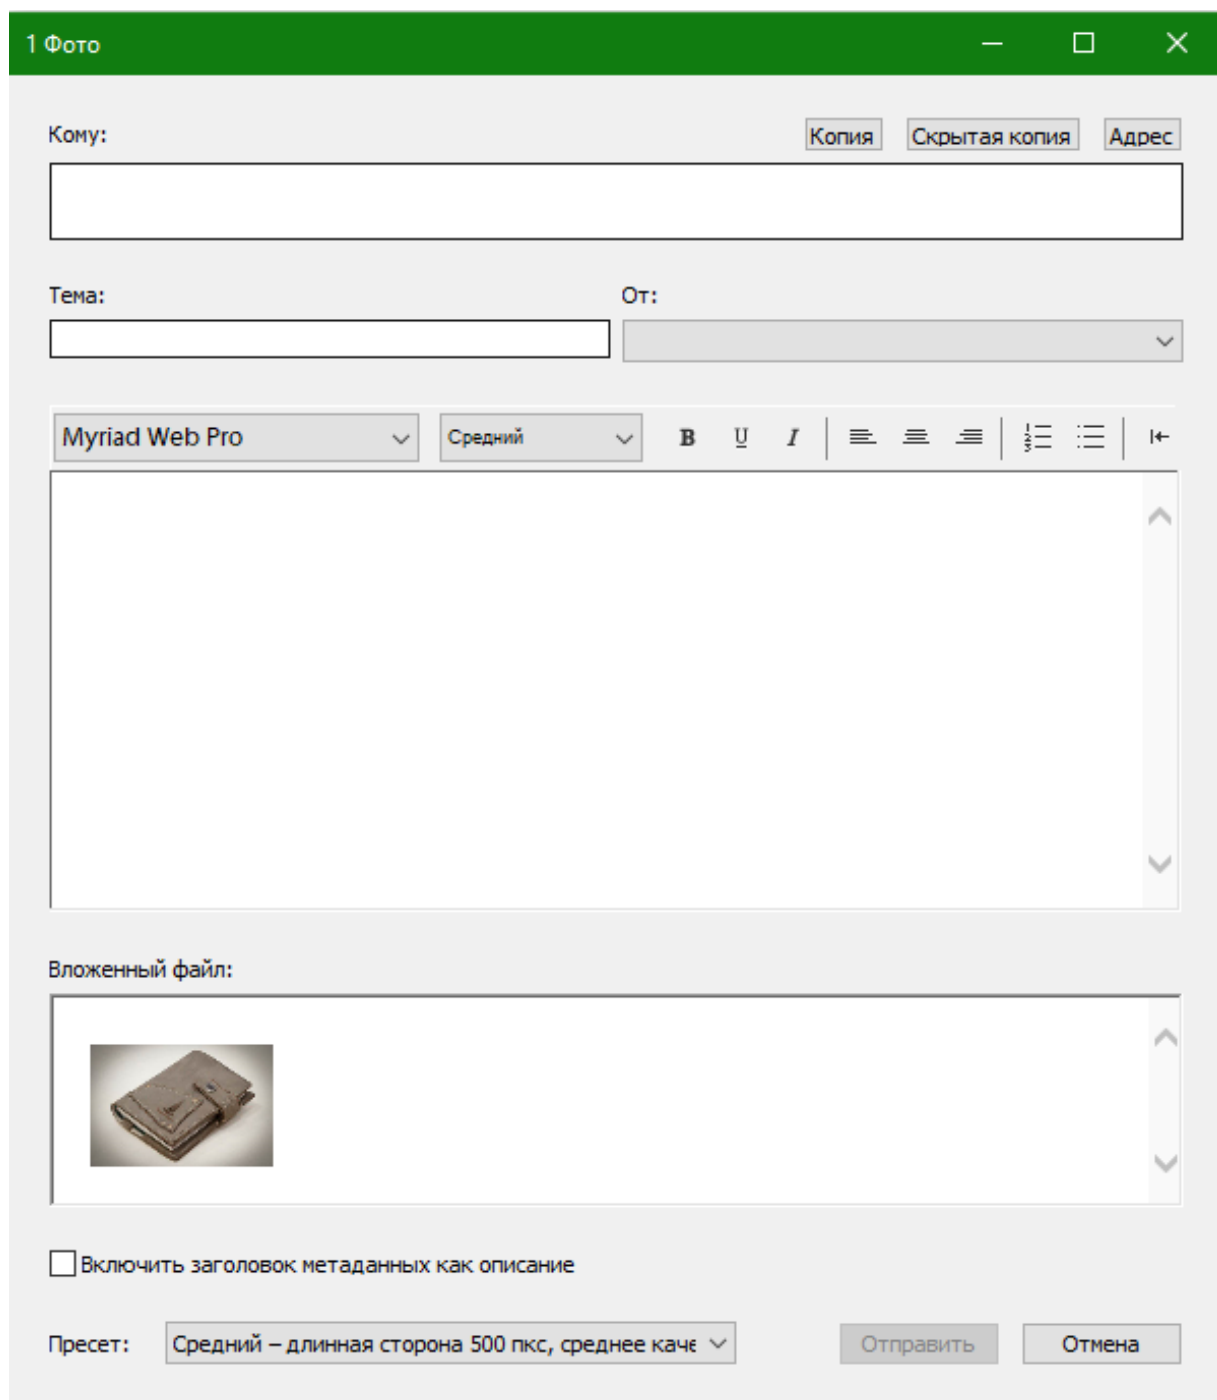 1 Фото
Кому:
Копия
Скрытая копия
Адрес
Тема:
От:
Myriad Web Pro
Средний
B U I
Вложенный файл:
Включить заголовок метаданных как описание
Пресет:
Средний – длинная сторона 500 пкс, среднее каче
Отправить
Отмена